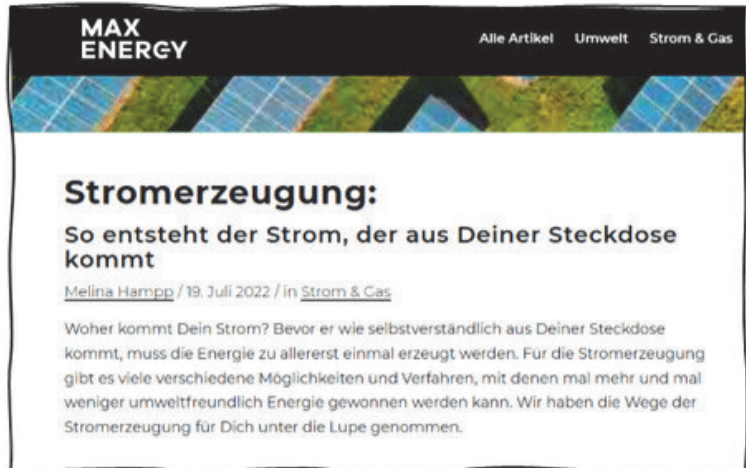 MAX
ENERGY
Alle Artikel Umwelt Strom & Gas
Stromerzeugung:
So entsteht der Strom, der aus Deiner Steckdose
kommt
Melina Hampp / 19. Juli 2022 / in Strom & Gas
Woher kommt Dein Strom? Bevor er wie selbstverständlich aus Deiner Steckdose
kommt, muss die Energie zu allererst einmal erzeugt werden. Für die Stromerzeugung
gibt es viele verschiedene Möglichkeiten und Verfahren, mit denen mal mehr und mal
weniger umweltfreundlich Energie gewonnen werden kann. Wir haben die Wege der
Stromerzeugung für Dich unter die Lupe genommen.